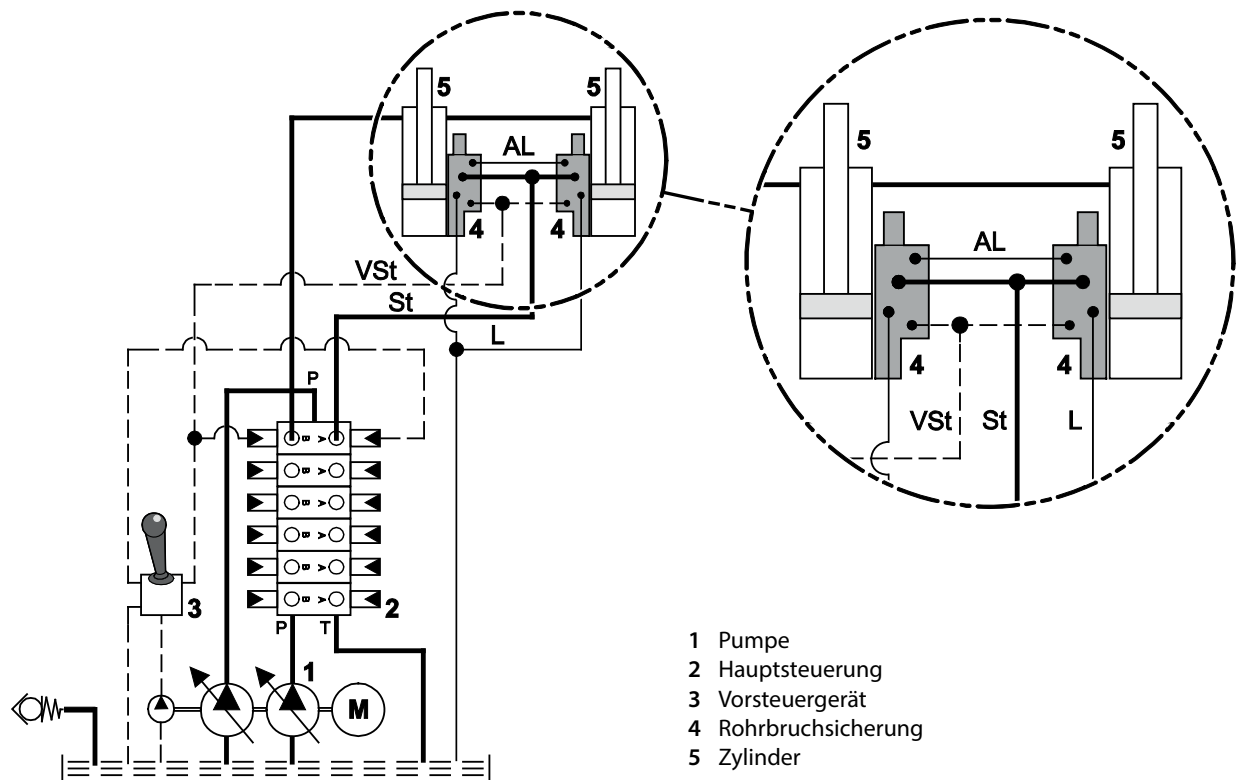 5 5
AL
4 4
VSt
St
L
5 5
AL
4 4
VSt St L
P
B A
B A
B A
B A
B A
B A
3
2
P T
1
M
1 Pumpe
2 Hauptsteuerung
3 Vorsteuergerät
4 Rohrbruchsicherung
5 Zylinder